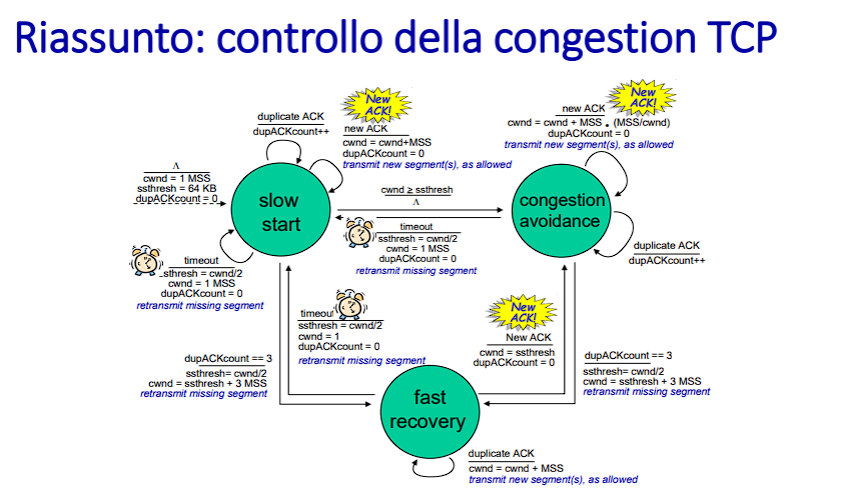 Riassunto: controllo della congestion TCP
duplicate ACK
dupACKcount++
New
ACK!
new ACK
cwnd = cwnd+MSS
dupACKcount = 0
transmit new segment(s), as allowed
New
ACK!
new ACK
cwnd = cwnd + MSS • (MSS/cwnd)
dupACKcount = 0
transmit new segment(s), as allowed
Λ
cwnd = 1 MSS
ssthresh = 64 KB
dupACKcount = 0
slow
start
cwnd ≥ ssthresh
Λ
congestion
avoidance
timeout
ssthresh = cwnd/2
cwnd = 1 MSS
dupACKcount = 0
retransmit missing segment
duplicate ACK
dupACKcount++
timeout
sthresh = cwnd/2
cwnd = 1 MSS
dupACKcount = 0
retransmit missing segment
timeout
ssthresh = cwnd/2
cwnd = 1
dupACKcount = 0
retransmit missing segment
New
ACK!
New ACK
cwnd = ssthresh
dupACKcount = 0
dupACKcount == 3
ssthresh= cwnd/2
cwnd = ssthresh + 3 MSS
retransmit missing segment
dupACKcount == 3
ssthresh= cwnd/2
cwnd = ssthresh + 3 MSS
retransmit missing segment
fast
recovery
duplicate ACK
cwnd = cwnd + MSS
transmit new segment(s), as allowed